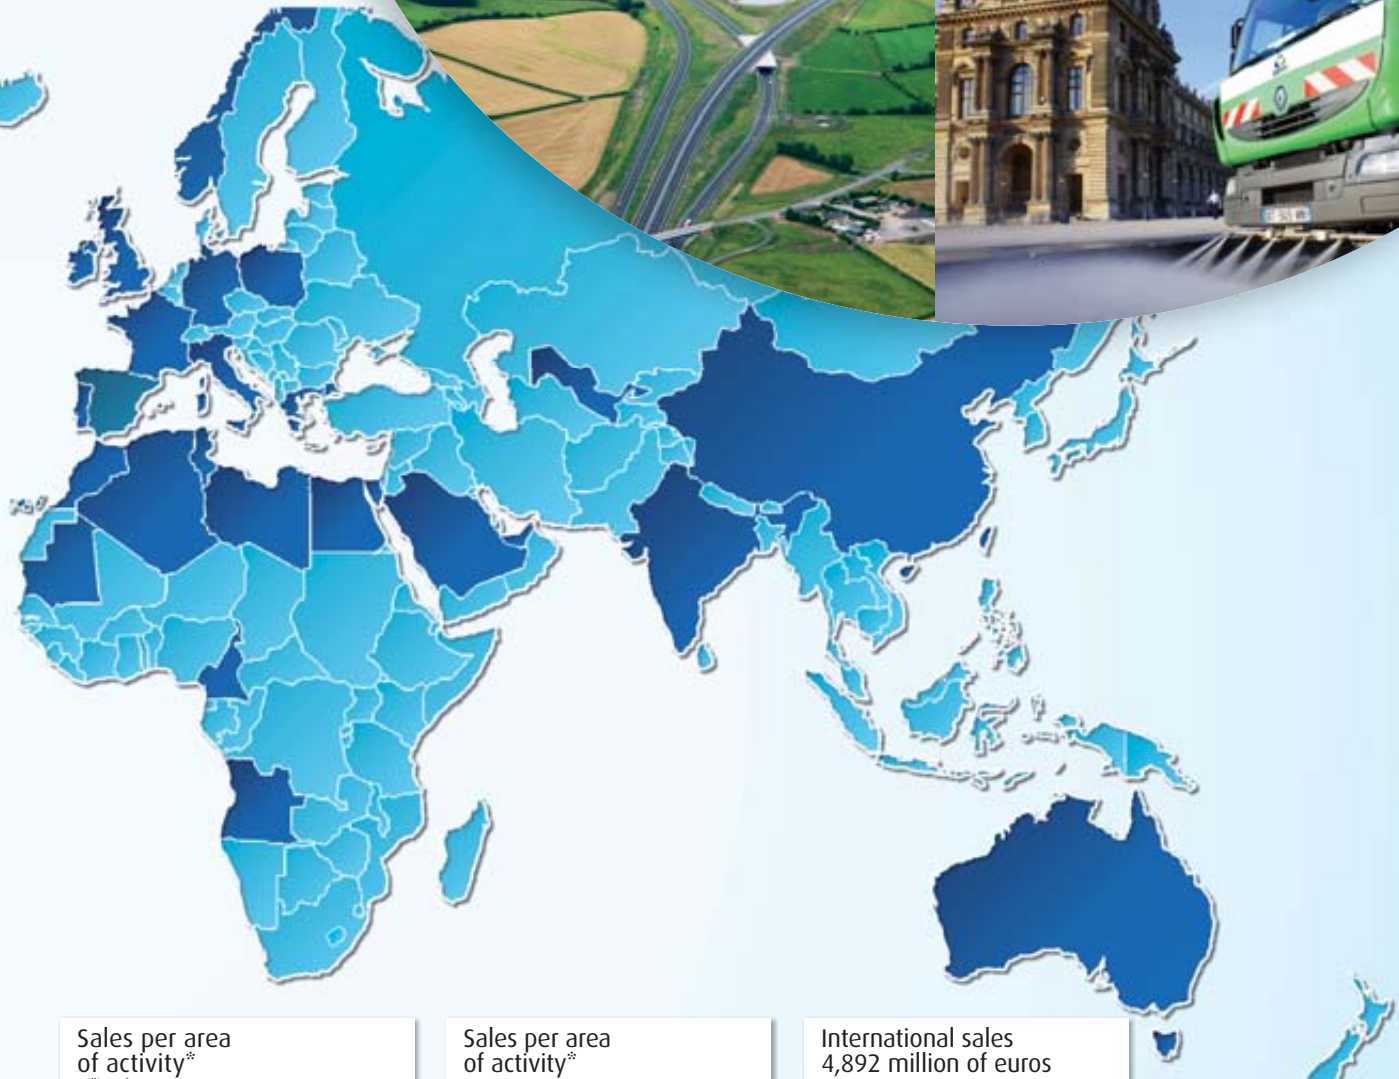 Sales per area
of activity*
Sales per area
of activity*
International sales
4,892 million of euros